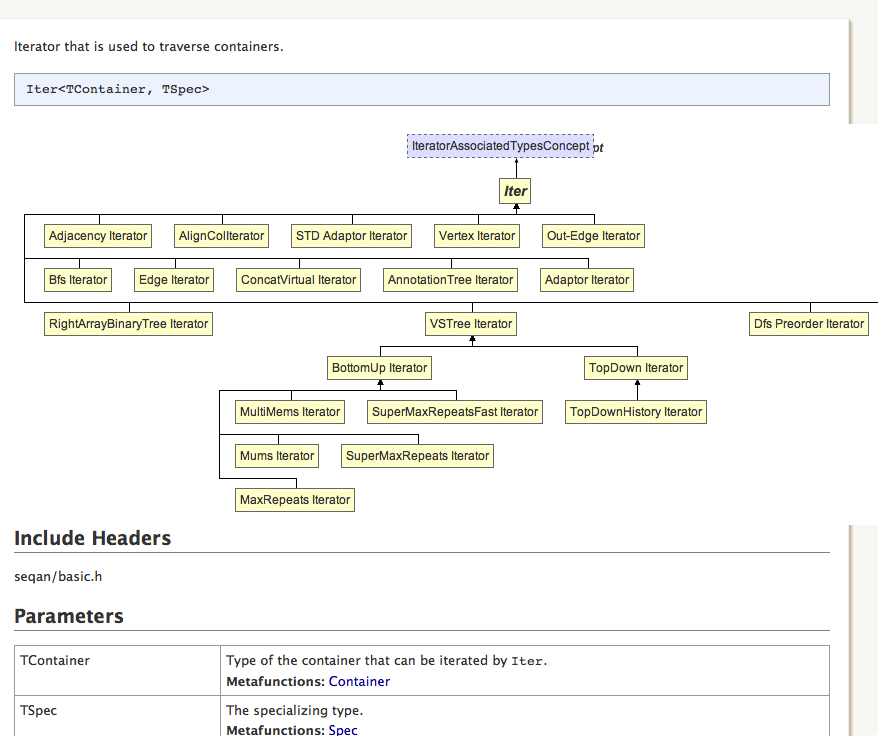 Iterator that is used to traverse containers.
Iter<TContainer, TSpec>
IteratorAssociatedTypesConcept pt
Iter
Adjacency Iterator AlignColIterator STD Adaptor Iterator Vertex Iterator Out-Edge Iterator
Bfs Iterator Edge Iterator ConcatVirtual Iterator AnnotationTree Iterator Adaptor Iterator
RightArrayBinaryTree Iterator VSTree Iterator Dfs Preorder Iterator
BottomUp Iterator TopDown Iterator
MultiMems Iterator SuperMaxRepeatsFast Iterator TopDownHistory Iterator
Mums Iterator SuperMaxRepeats Iterator
MaxRepeats Iterator
Include Headers
seqan/basic.h
Parameters
TContainer Type of the container that can be iterated by Iter.
Metafunctions: Container
TSpec The specializing type.
Metafunctions: Spec